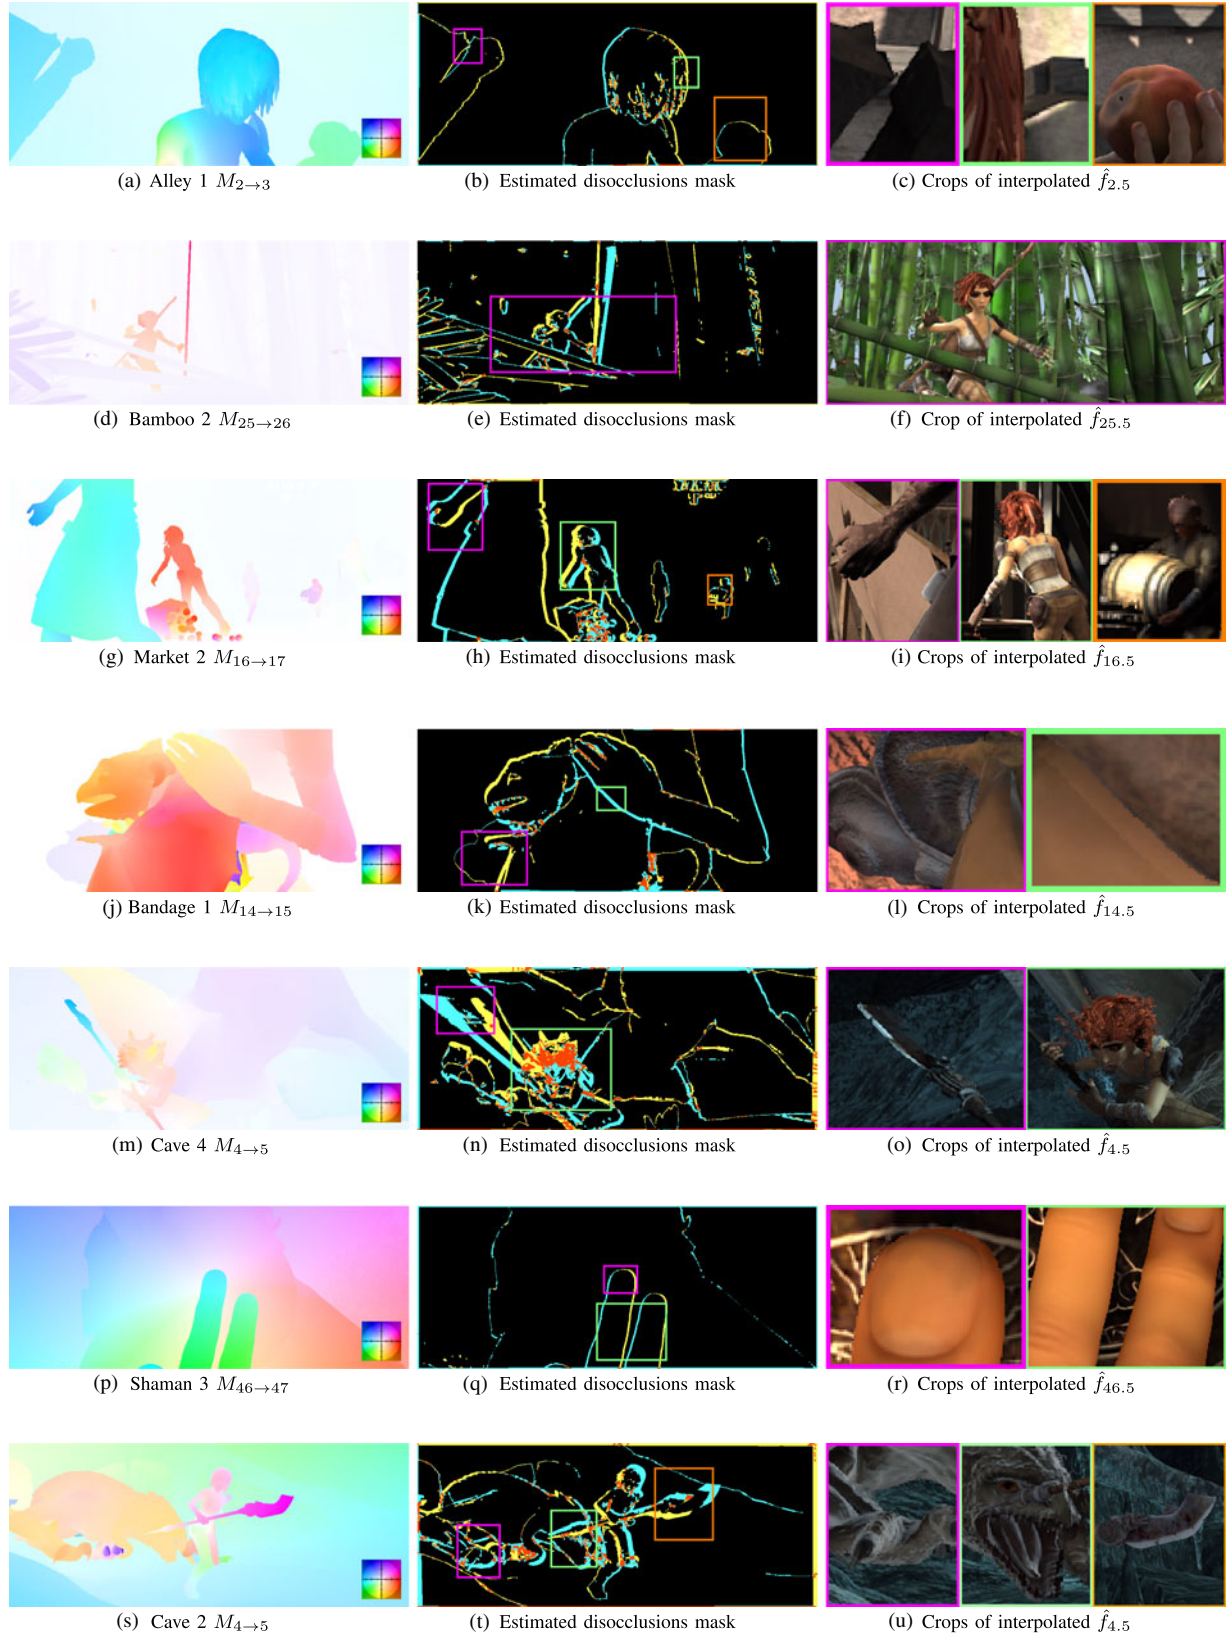 (a) Alley 1 M₂→₃
(b) Estimated disocclusions mask
(c) Crops of interpolated f̂₂.₅
(d) Bamboo 2 M₂₅→₂₆
(e) Estimated disocclusions mask
(f) Crop of interpolated f̂₂₅.₅
(g) Market 2 M₁₆→₁₇
(h) Estimated disocclusions mask
(i) Crops of interpolated f̂₁₆.₅
(j) Bandage 1 M₁₄→₁₅
(k) Estimated disocclusions mask
(l) Crops of interpolated f̂₁₄.₅
(m) Cave 4 M₄→₅
(n) Estimated disocclusions mask
(o) Crops of interpolated f̂₄.₅
(p) Shaman 3 M₄₆→₄₇
(q) Estimated disocclusions mask
(r) Crops of interpolated f̂₄₆.₅
(s) Cave 2 M₄→₅
(t) Estimated disocclusions mask
(u) Crops of interpolated f̂₄.₅